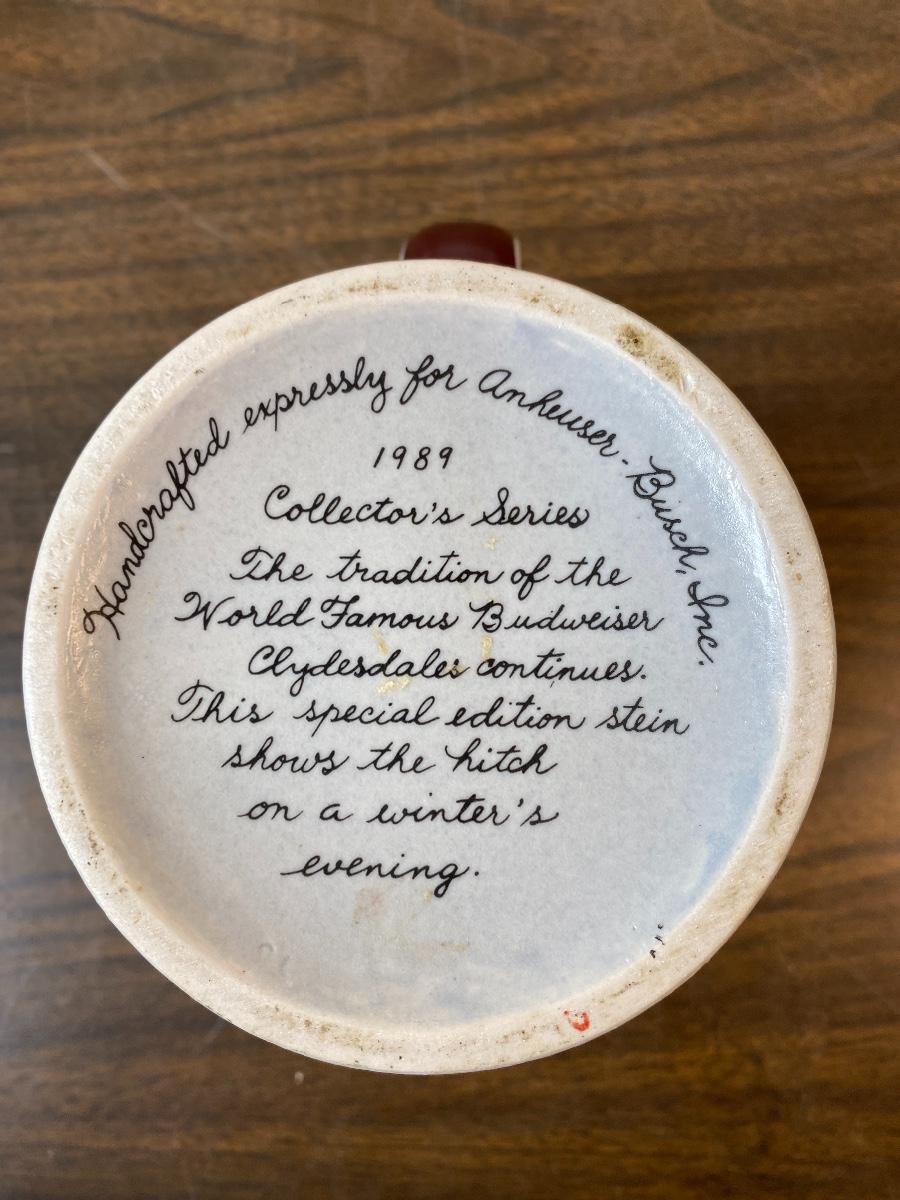 Handcrafted expressly for Anheuser-Busch, Inc.
1989
Collector's Series
The tradition of the
World Famous Budweiser
Clydesdales continues.
This special edition stein
shows the hitch
on a winter's
evening.